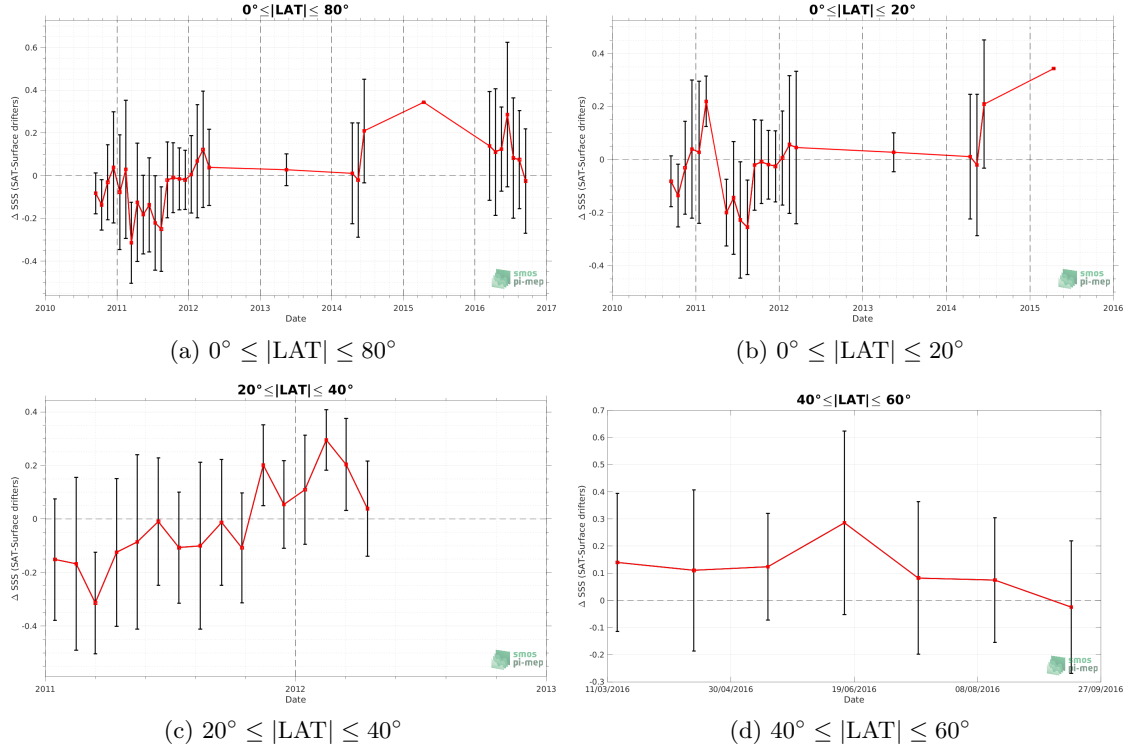 0°≤|LAT|≤ 80°
Δ SSS (SAT-Surface drifters)
0.6
0.4
0.2
0
-0.2
-0.4
2010 2011 2012 2013 2014 2015 2016 2017
Date
smos
pi-mep
(a) 0° ≤ |LAT| ≤ 80°
0°≤|LAT|≤ 20°
Δ SSS (SAT-Surface drifters)
0.4
0.2
0
-0.2
-0.4
2010 2011 2012 2013 2014 2015 2016
Date
smos
pi-mep
(b) 0° ≤ |LAT| ≤ 20°
20°≤|LAT|≤ 40°
Δ SSS (SAT-Surface drifters)
0.4
0.2
0
-0.2
-0.4
2011 2012 2013
Date
smos
pi-mep
(c) 20° ≤ |LAT| ≤ 40°
40°≤|LAT|≤ 60°
Δ SSS (SAT-Surface drifters)
0.7
0.6
0.5
0.4
0.3
0.2
0.1
0
-0.1
-0.2
-0.3
11/03/2016 30/04/2016 19/06/2016 08/08/2016 27/09/2016
Date
smos
pi-mep
(d) 40° ≤ |LAT| ≤ 60°